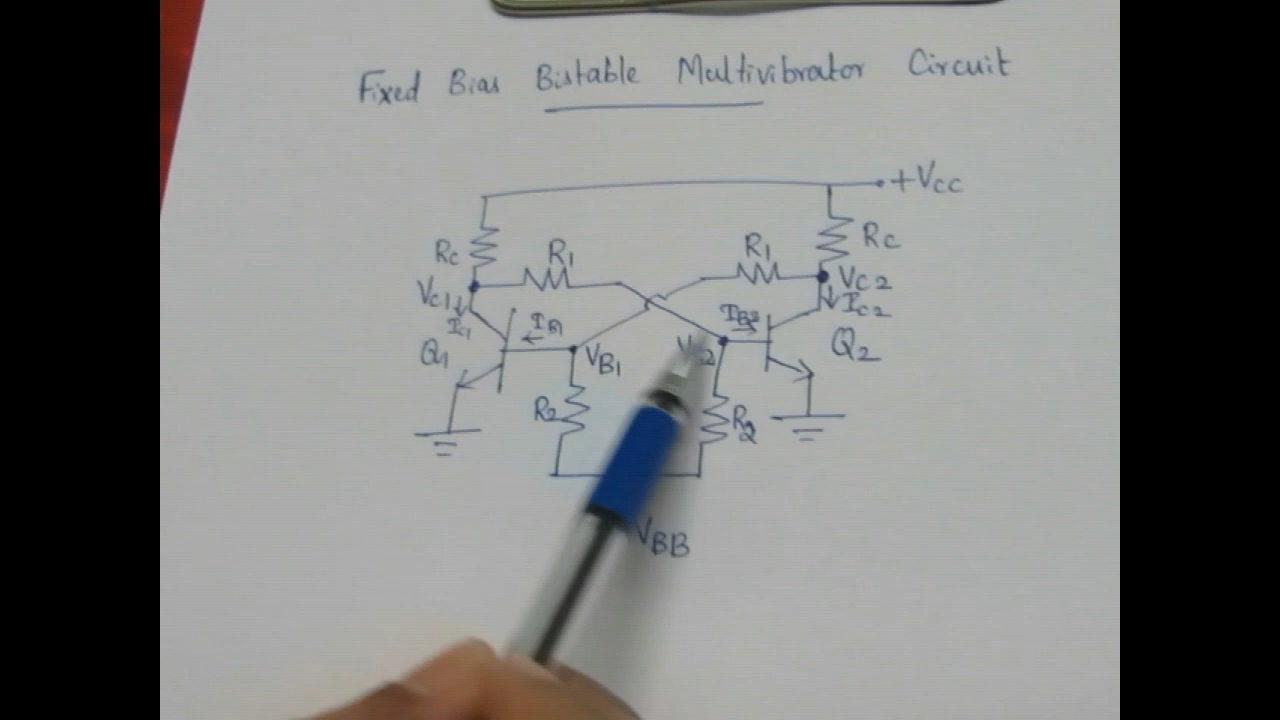 Fixed Bias Bistable Multivibrator Circuit
+VCC
RC R1 R1 RC
VC1 VC2
IC1 IB1 IB2 IC2
Q1 VB1 Q2
R2 R2
VBB